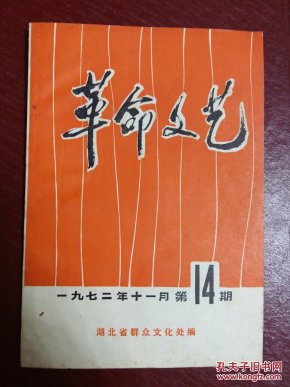 革命文艺
一九七二年十一月第14期
湖北省群众文化处编
孔夫子旧书网